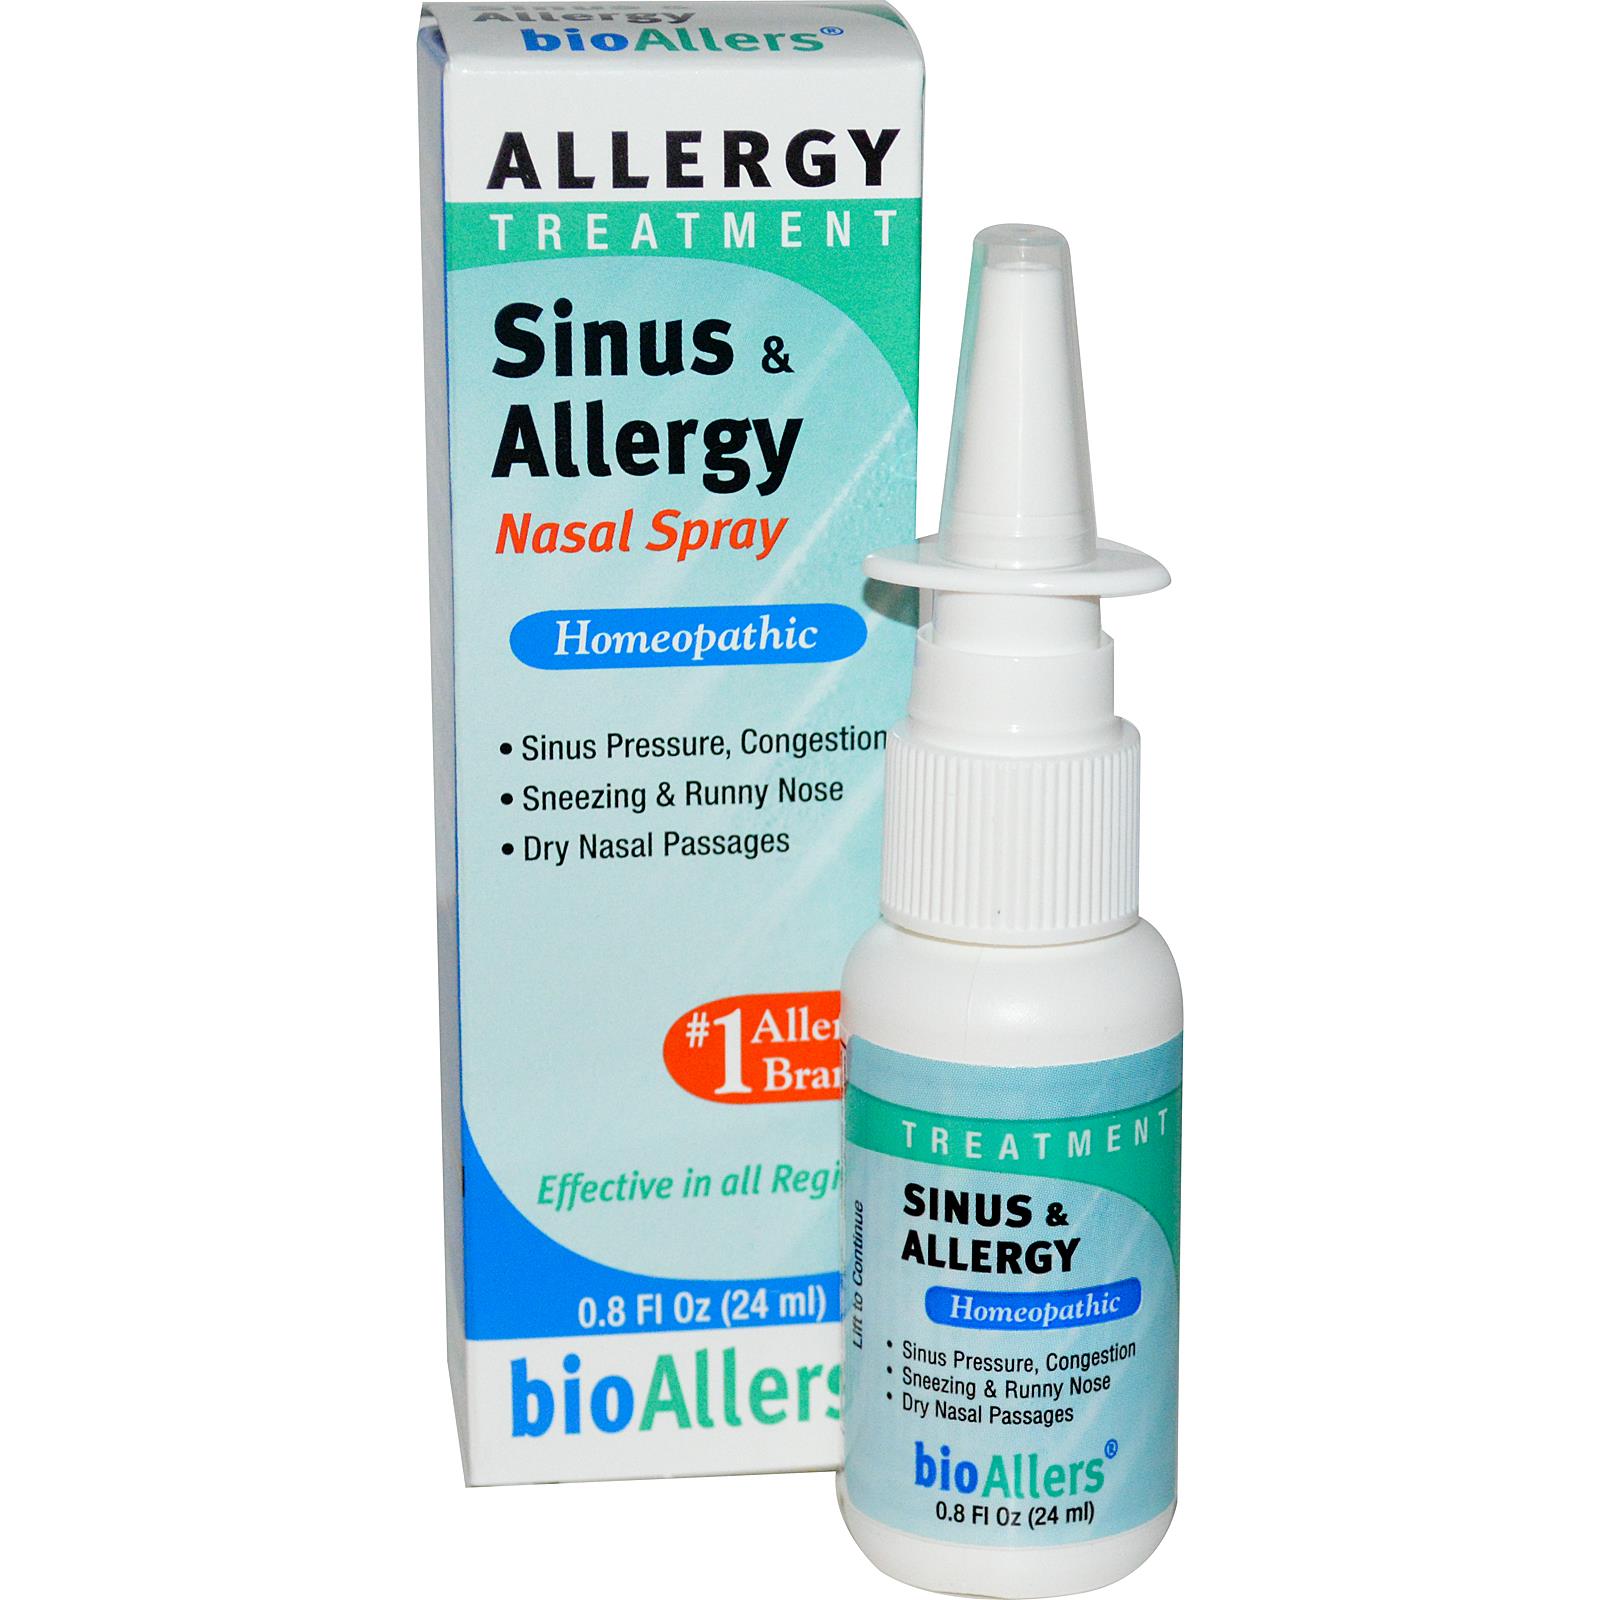 Sinus &
Allergy
bioAllers®
ALLERGY
TREATMENT
Sinus &
Allergy
Nasal Spray
Homeopathic
• Sinus Pressure, Congestion
• Sneezing & Runny Nose
• Dry Nasal Passages
#1
Effective in all
0.8 Fl Oz (24 ml)
bioAllers
Lift to Continue
TREATMENT
SINUS &
ALLERGY
Homeopathic
• Sinus Pressure, Congestion
• Sneezing & Runny Nose
• Dry Nasal Passages
bioAllers®
0.8 Fl Oz (24 ml)